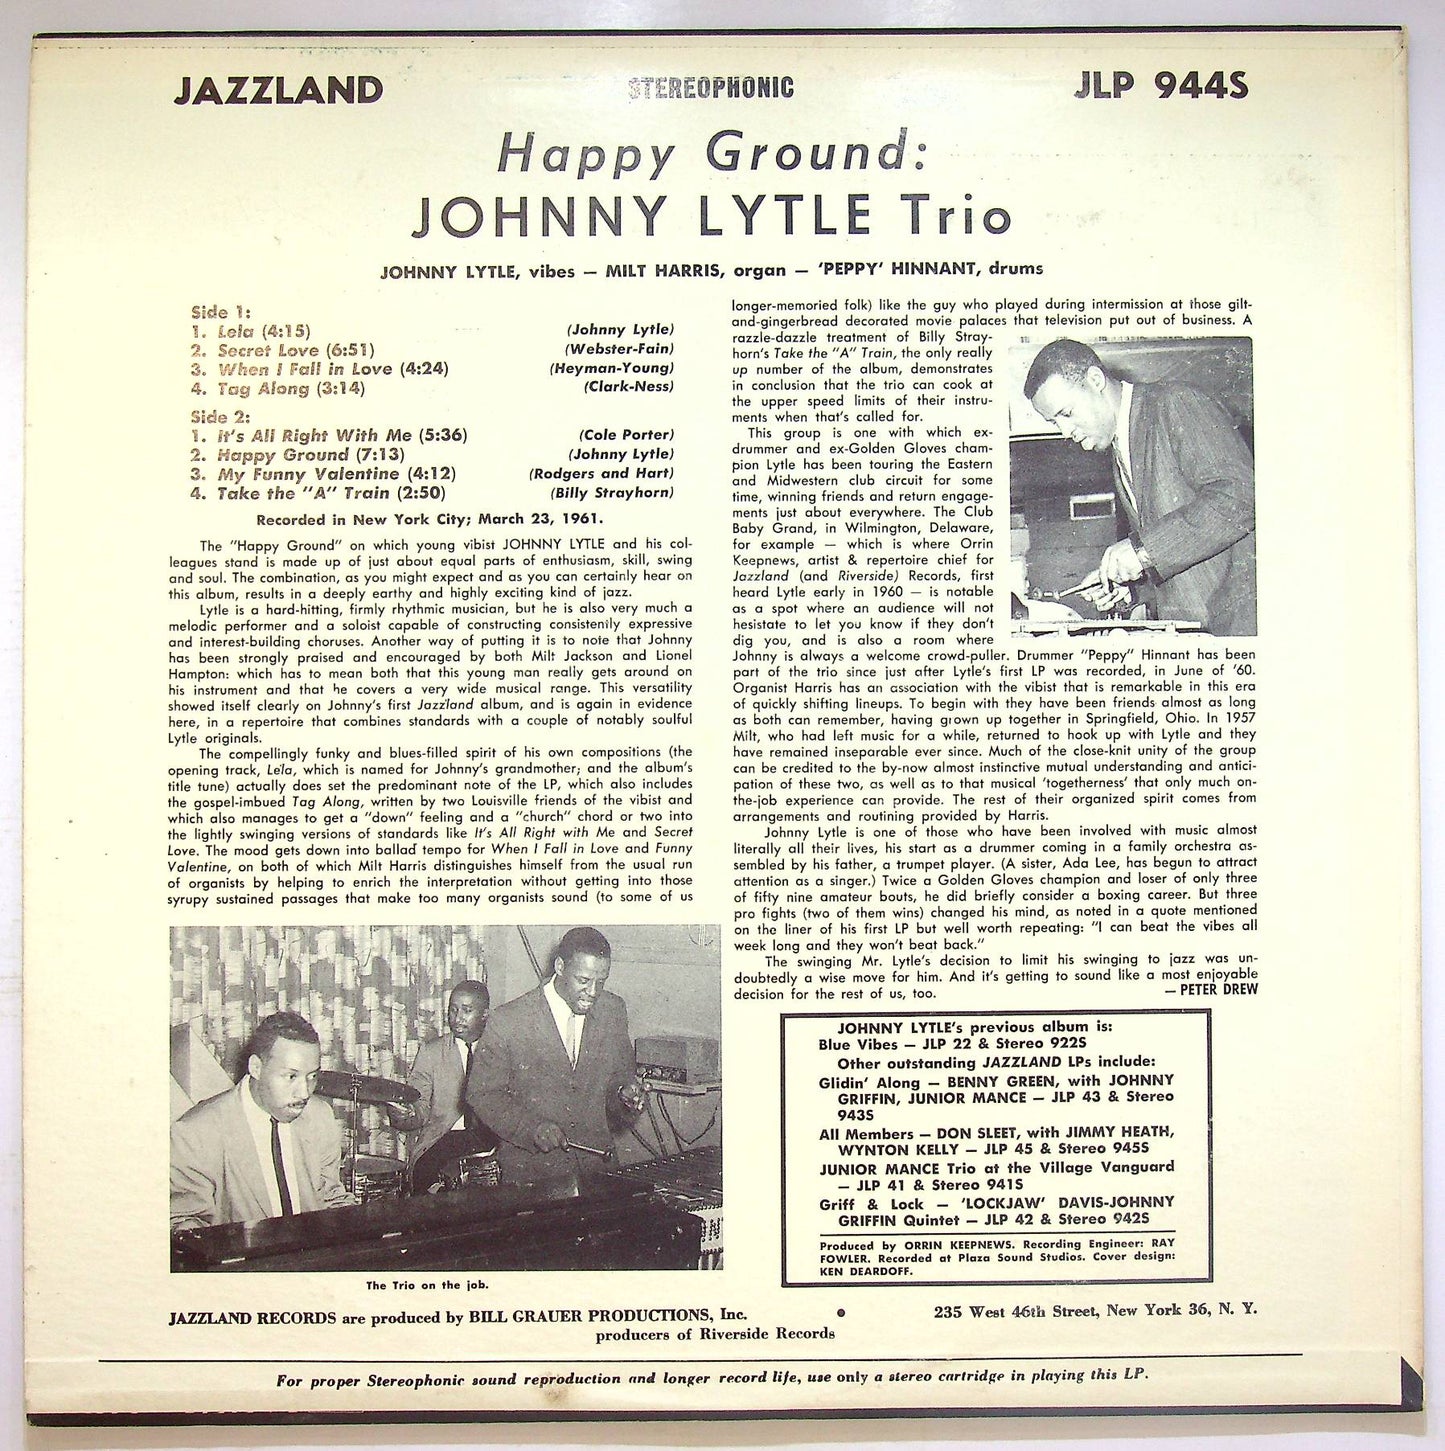 JAZZLAND
STEREOPHONIC
JLP 944S
Happy Ground:
JOHNNY LYTLE Trio
JOHNNY LYTLE, vibes — MILT HARRIS, organ — 'PEPPY' HINNANT, drums
Side 1:
1. Lela (4:15) (Johnny Lytle)
2. Secret Love (6:51) (Webster-Fain)
3. When I Fall in Love (4:24) (Heyman-Young)
4. Tag Along (3:14) (Clark-Ness)
Side 2:
1. It's All Right With Me (5:36) (Cole Porter)
2. Happy Ground (7:13) (Johnny Lytle)
3. My Funny Valentine (4:12) (Rodgers and Hart)
4. Take the "A" Train (2:50) (Billy Strayhorn)
Recorded in New York City; March 23, 1961.
The "Happy Ground" on which young vibist JOHNNY LYTLE and his col-
leagues stand is made up of just about equal parts of enthusiasm, skill, swing
and soul. The combination, as you might expect and as you can certainly hear on
this album, results in a deeply earthy and highly exciting kind of jazz.
Lytle is a hard-hitting, firmly rhythmic musician, but he is also very much a
melodic performer and a soloist capable of constructing consistenily expressive
and interest-building choruses. Another way of putting it is to note that Johnny
has been strongly praised and encouraged by both Milt Jackson and Lionel
Hampton: which has to mean both that this young man really gets around on
his instrument and that he covers a very wide musical range. This versatility
showed itself clearly on Johnny's first Jazzland album, and is again in evidence
here, in a repertoire that combines standards with a couple of notably soulful
Lytle originals.
The compellingly funky and blues-filled spirit of his own compositions (the
opening track, Lela, which is named for Johnny's grandmother; and the album's
title tune) actually does set the predominant note of the LP, which also includes
the gospel-imbued Tag Along, written by two Louisville friends of the vibist and
which also manages to get a "down" feeling and a "church" chord or two into
the lightly swinging versions of standards like It's All Right with Me and Secret
Love. The mood gets down into ballad tempo for When I Fall in Love and Funny
Valentine, on both of which Milt Harris distinguishes himself from the usual run
of organists by helping to enrich the interpretation without getting into those
syrupy sustained passages that make too many organists sound (to some of us
longer-memoried folk) like the guy who played during intermission at those gilt-
and-gingerbread decorated movie palaces that television put out of business. A
razzle-dazzle treatment of Billy Stray-
horn's Take the "A" Train, the only really
up number of the album, demonstrates
in conclusion that the trio can cook at
the upper speed limits of their instru-
ments when that's called for.
This group is one with which ex-
drummer and ex-Golden Gloves cham-
pion Lytle has been touring the Eastern
and Midwestern club circuit for some
time, winning friends and return engage-
ments just about everywhere. The Club
Baby Grand, in Wilmington, Delaware,
for example — which is where Orrin
Keepnews, artist & repertoire chief for
Jazzland (and Riverside) Records, first
heard Lytle early in 1960 — is notable
as a spot where an audience will not
hesistate to let you know if they don't
dig you, and is also a room where
Johnny is always a welcome crowd-puller. Drummer "Peppy" Hinnant has been
part of the trio since just after Lytle's first LP was recorded, in June of '60.
Organist Harris has an association with the vibist that is remarkable in this era
of quickly shifting lineups. To begin with they have been friends almost as long
as both can remember, having grown up together in Springfield, Ohio. In 1957
Milt, who had left music for a while, returned to hook up with Lytle and they
have remained inseparable ever since. Much of the close-knit unity of the group
can be credited to the by-now almost instinctive mutual understanding and antici-
pation of these two, as well as to that musical 'togetherness' that only much on-
the-job experience can provide. The rest of their organized spirit comes from
arrangements and routining provided by Harris.
Johnny Lytle is one of those who have been involved with music almost
literally all their lives, his start as a drummer coming in a family orchestra as-
sembled by his father, a trumpet player. (A sister, Ada Lee, has begun to attract
attention as a singer.) Twice a Golden Gloves champion and loser of only three
of fifty nine amateur bouts, he did briefly consider a boxing career. But three
pro fights (two of them wins) changed his mind, as noted in a quote mentioned
on the liner of his first LP but well worth repeating: "I can beat the vibes all
week long and they won't beat back."
The swinging Mr. Lytle's decision to limit his swinging to jazz was un-
doubtedly a wise move for him. And it's getting to sound like a most enjoyable
decision for the rest of us, too. — PETER DREW
The Trio on the job.
JOHNNY LYTLE's previous album is:
Blue Vibes — JLP 22 & Stereo 922S
Other outstanding JAZZLAND LPs include:
Glidin' Along — BENNY GREEN, with JOHNNY
GRIFFIN, JUNIOR MANCE — JLP 43 & Stereo
943S
All Members — DON SLEET, with JIMMY HEATH,
WYNTON KELLY — JLP 45 & Stereo 945S
JUNIOR MANCE Trio at the Village Vanguard
— JLP 41 & Stereo 941S
Griff & Lock — 'LOCKJAW' DAVIS-JOHNNY
GRIFFIN Quintet — JLP 42 & Stereo 942S
Produced by ORRIN KEEPNEWS. Recording Engineer: RAY
FOWLER. Recorded at Plaza Sound Studios. Cover design:
KEN DEARDOFF.
JAZZLAND RECORDS are produced by BILL GRAUER PRODUCTIONS, Inc. • 235 West 46th Street, New York 36, N. Y.
producers of Riverside Records
For proper Stereophonic sound reproduction and longer record life, use only a stereo cartridge in playing this LP.